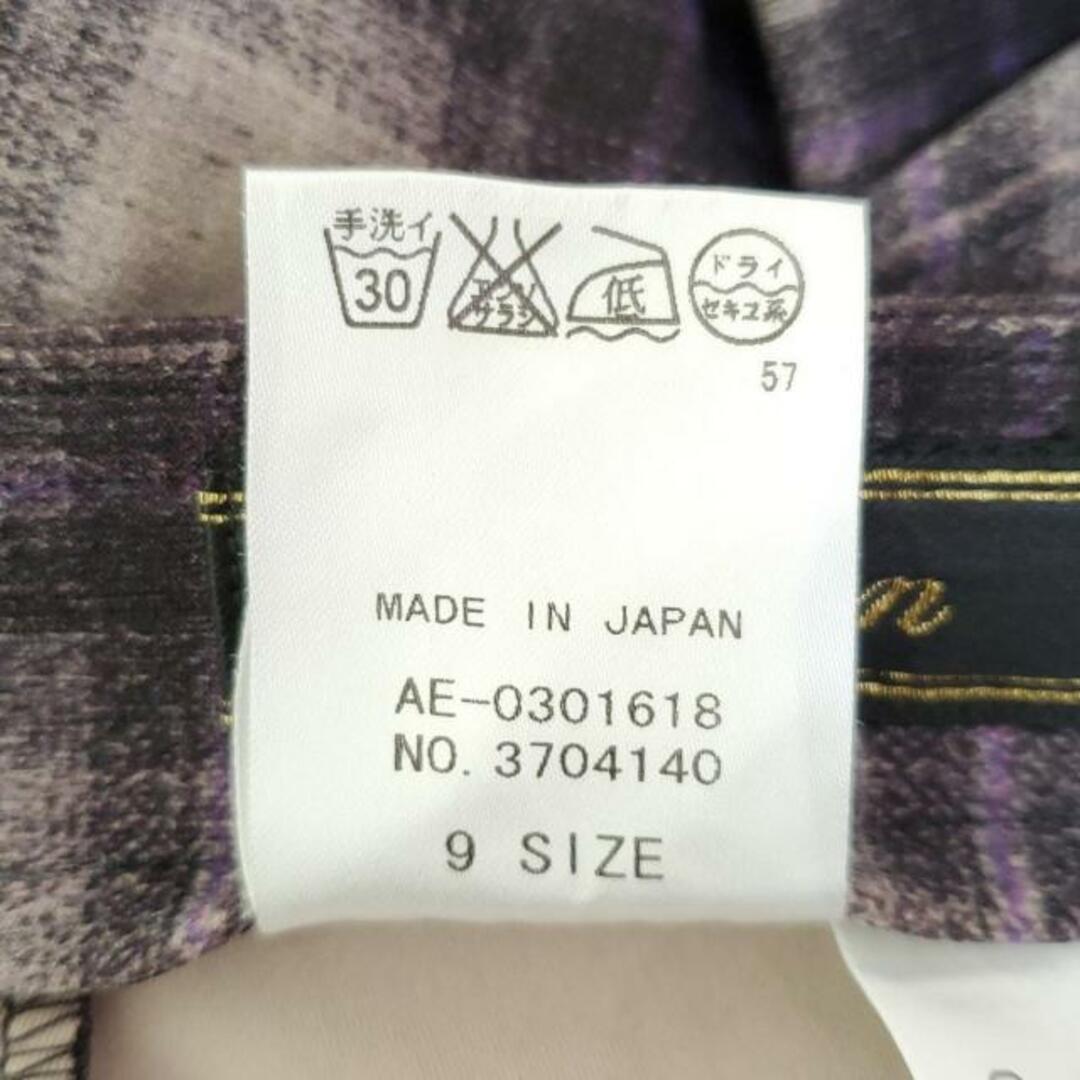 手洗イ
30
エンソ
サラシ
低
ドライ
セキユ系
57
MADE IN JAPAN
AE-0301618
NO. 3704140
9 SIZE
n